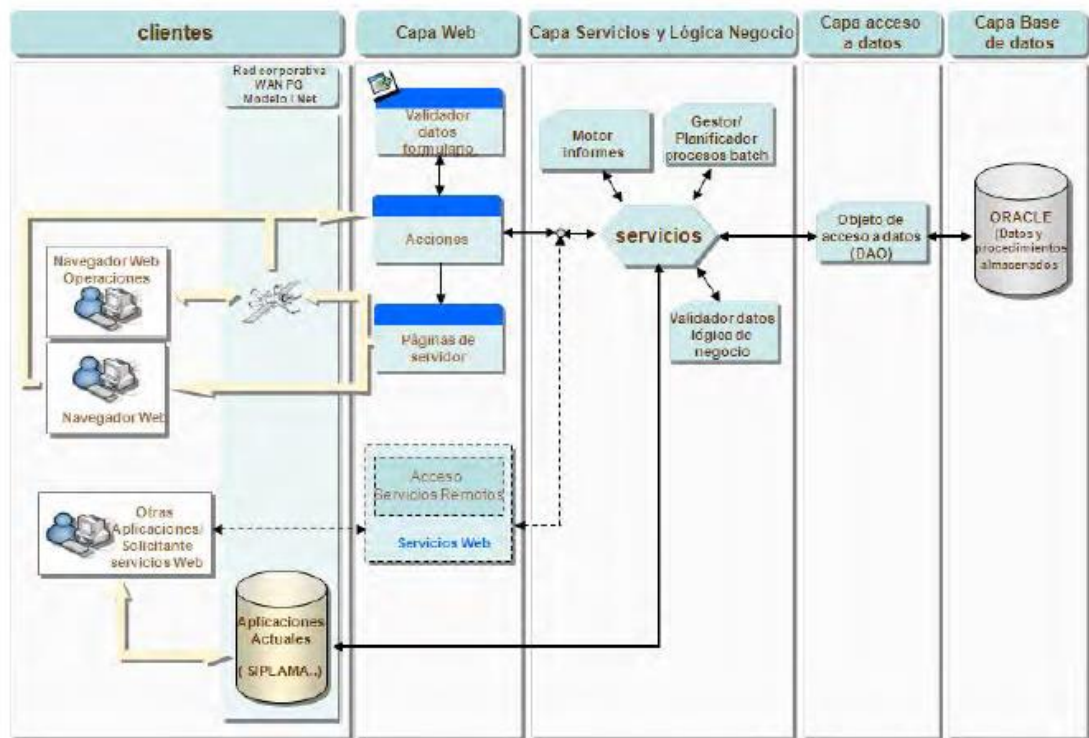 clientes
Capa Web
Capa Servicios y Lógica Negocio
Capa acceso
a datos
Capa Base
de datos
Red corporativa
WAN PG
Modelo I Net
Validador
datos
formulario
Motor
informes
Gestor/
Planificador
procesos batch
Acciones
servicios
Objeto de
acceso a datos
(DAO)
ORACLE
(Datos y
procedimientos
almacenados
Navegador Web
Operaciones
Páginas de
servidor
Validador datos
lógica de
negocio
Navegador Web
Acceso
Servicios Remotos
Servicios Web
Otras
Aplicaciones/
Solicitante
servicios Web
Aplicaciones
Actuales
( SIPLAMA..)